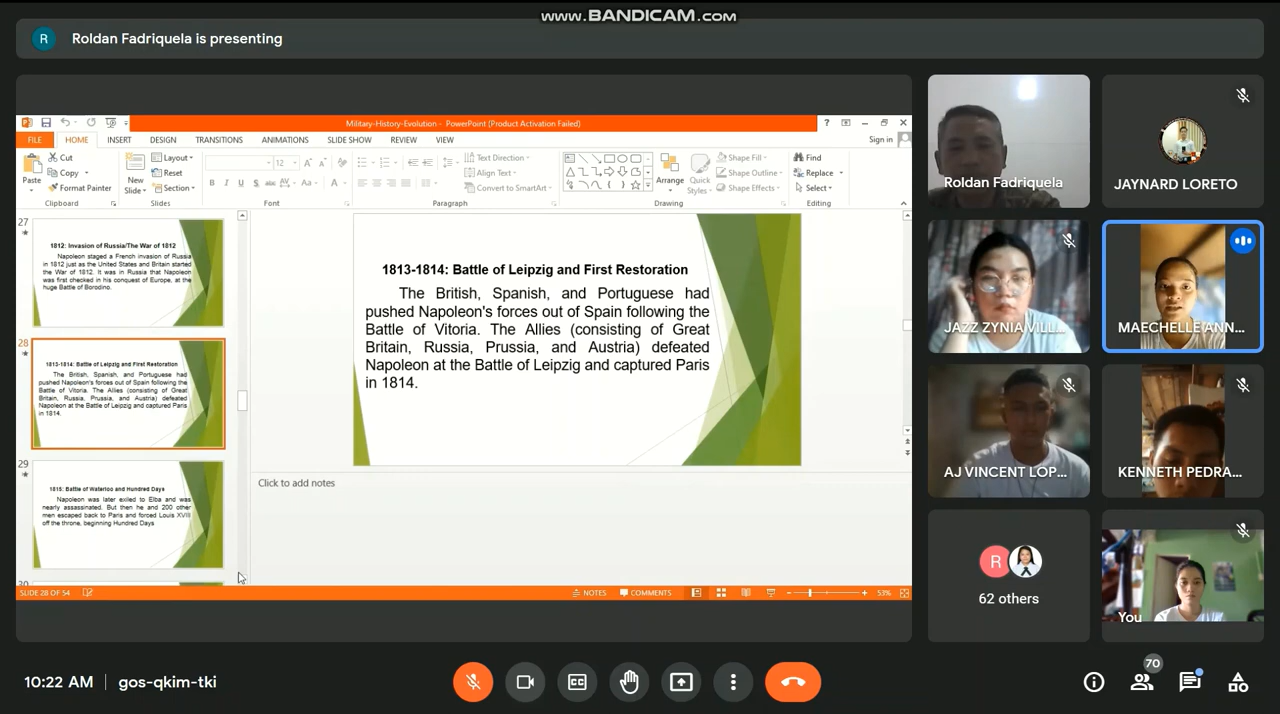 WWW.BANDICAM.COM
R Roldan Fadriquela is presenting
Military-History-Evolution - PowerPoint (Product Activation Failed)
FILE HOME INSERT DESIGN TRANSITIONS ANIMATIONS SLIDE SHOW REVIEW VIEW Sign in
Paste
Cut
Copy
Format Painter
Clipboard
New
Slide
Layout
Reset
Section
Slides
12
Font
Text Direction
Align Text
Convert to SmartArt
Paragraph
Arrange
Quick
Styles
Shape Fill
Shape Outline
Shape Effects
Drawing
Find
Replace
Select
Editing
27
1812: Invasion of Russia/The War of 1812
Napoleon staged a French invasion of Russia
in 1812 just as the United States and Britain started
the War of 1812. It was in Russia that Napoleon
was first checked in his conquest of Europe, at the
huge Battle of Borodino.
28
1813-1814: Battle of Leipzig and First Restoration
The British, Spanish, and Portuguese had
pushed Napoleon's forces out of Spain following the
Battle of Vitoria. The Allies (consisting of Great
Britain, Russia, Prussia, and Austria) defeated
Napoleon at the Battle of Leipzig and captured Paris
in 1814.
29
1815: Battle of Waterloo and Hundred Days
Napoleon was later exiled to Elba and was
nearly assassinated. But then he and 200 other
men escaped back to Paris and forced Louis XVIII
off the throne, beginning Hundred Days
30
1813-1814: Battle of Leipzig and First Restoration
The British, Spanish, and Portuguese had
pushed Napoleon's forces out of Spain following the
Battle of Vitoria. The Allies (consisting of Great
Britain, Russia, Prussia, and Austria) defeated
Napoleon at the Battle of Leipzig and captured Paris
in 1814.
Click to add notes
SLIDE 28 OF 54
NOTES COMMENTS 53%
Roldan Fadriquela
JAYNARD LORETO
JAZZ ZYNIA VILL...
MAECHELLE ANN...
AJ VINCENT LOP...
KENNETH PEDRA...
R
62 others
You
10:22 AM | gos-qkim-tki
70